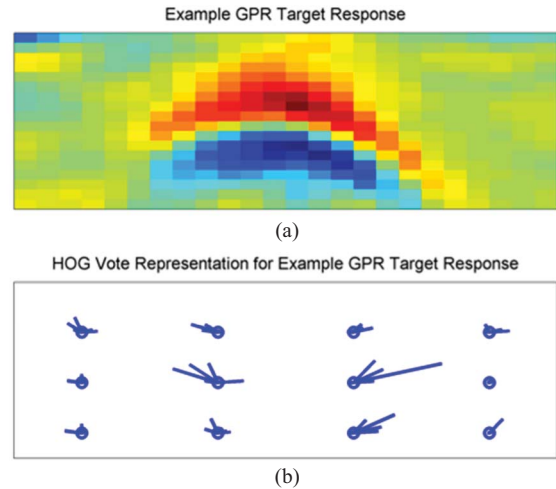 Example GPR Target Response
(a)
HOG Vote Representation for Example GPR Target Response
(b)